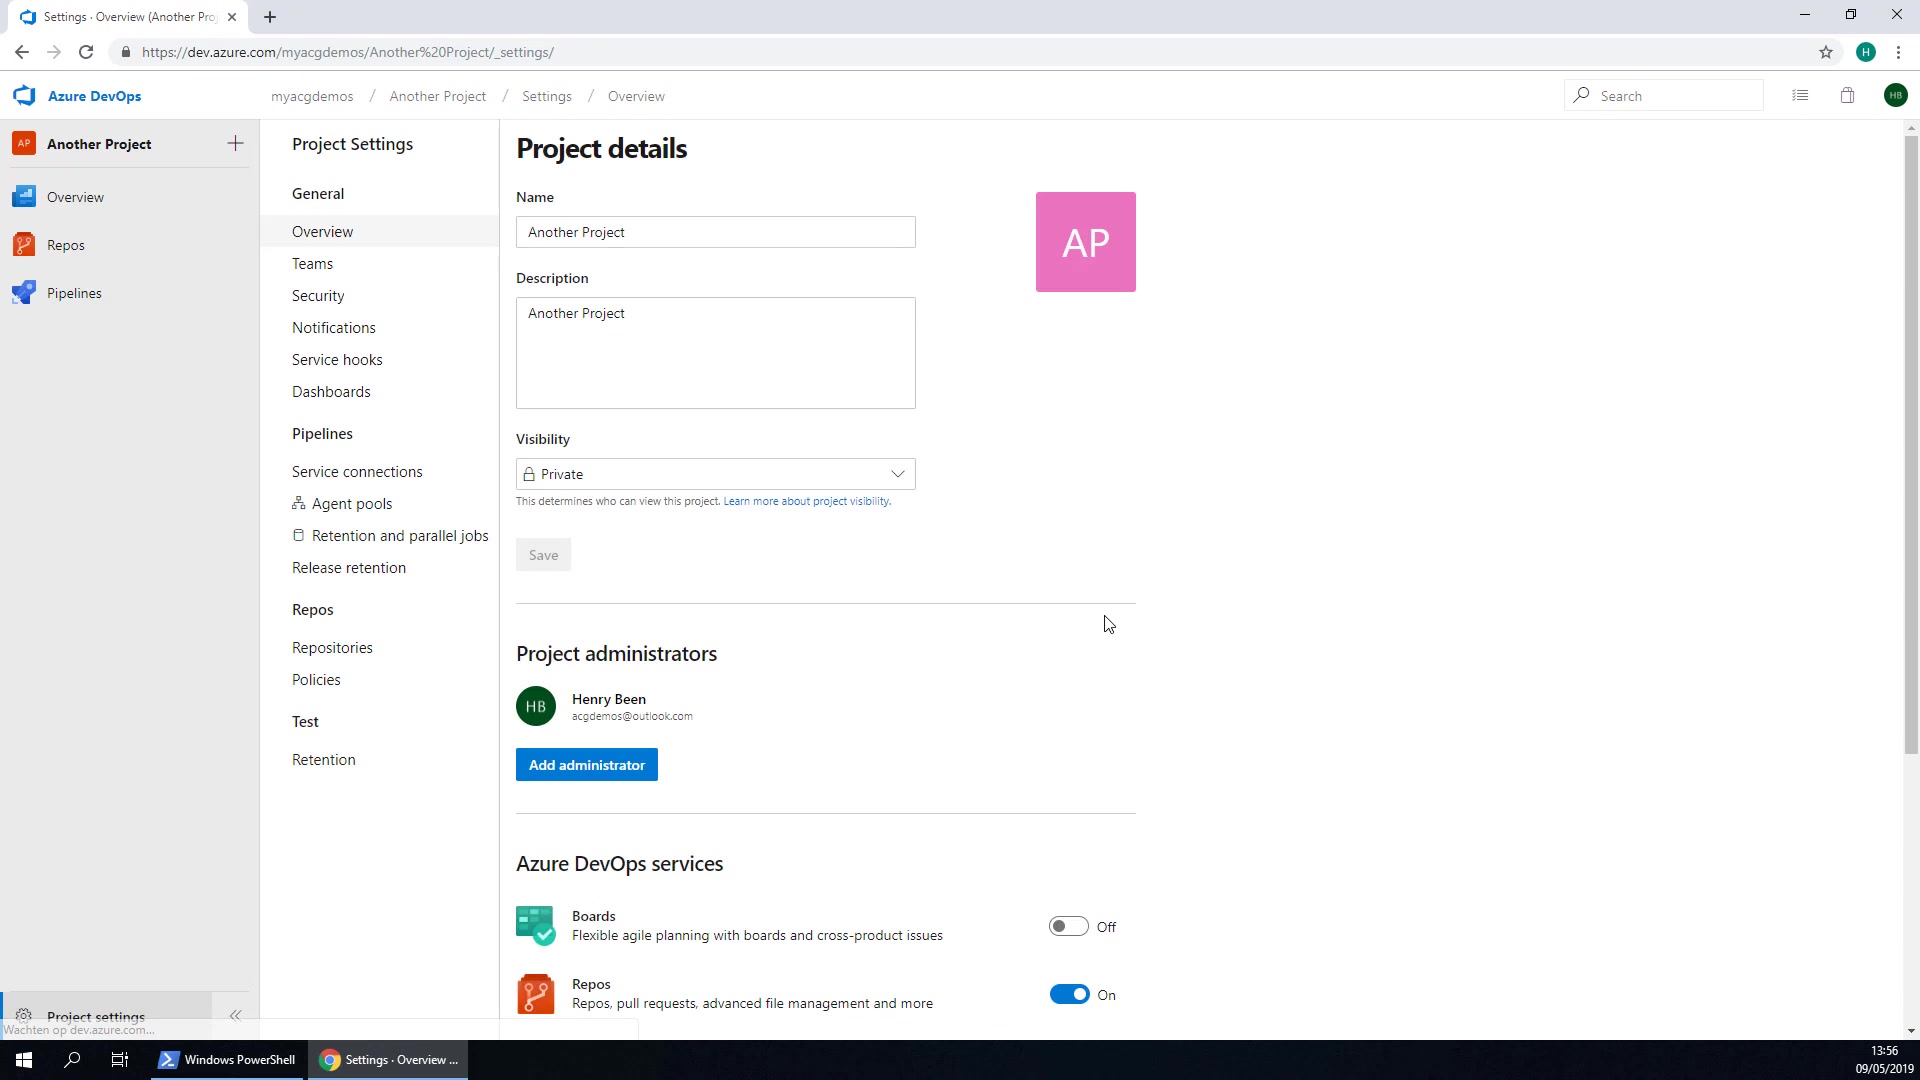 Settings · Overview (Another Pro
https://dev.azure.com/myacgdemos/Another%20Project/_settings/
H
Azure DevOps
myacgdemos / Another Project / Settings / Overview
Search
HB
AP Another Project
Overview
Repos
Pipelines
Project settings
Wachten op dev.azure.com...
Project Settings
General
Overview
Teams
Security
Notifications
Service hooks
Dashboards
Pipelines
Service connections
Agent pools
Retention and parallel jobs
Release retention
Repos
Repositories
Policies
Test
Retention
Project details
Name
Another Project
AP
Description
Another Project
Visibility
Private
This determines who can view this project. Learn more about project visibility.
Save
Project administrators
HB
Henry Been
acgdemos@outlook.com
Add administrator
Azure DevOps services
Boards
Flexible agile planning with boards and cross-product issues
Off
Repos
Repos, pull requests, advanced file management and more
On
Windows PowerShell
Settings · Overview ...
13:56
09/05/2019